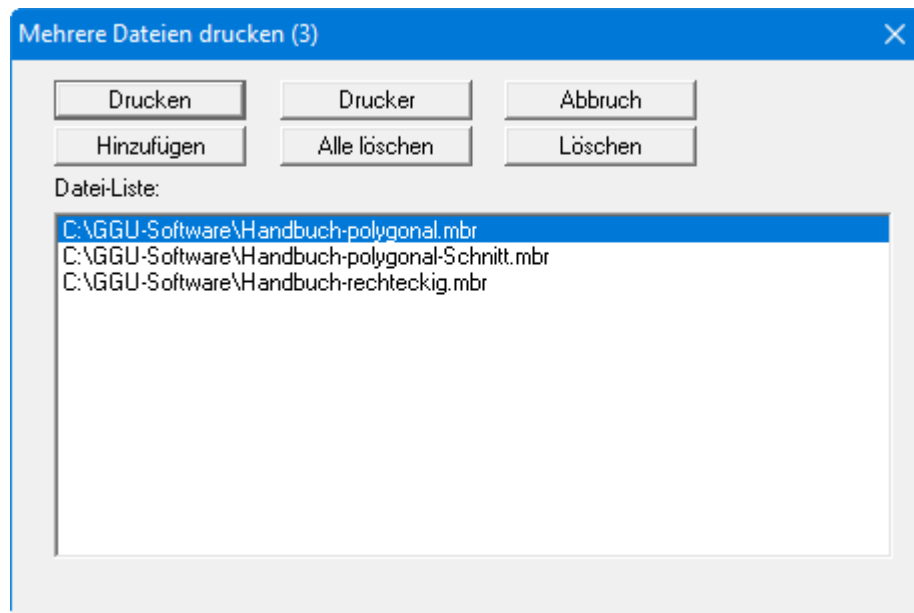 Mehrere Dateien drucken (3)
Drucken Drucker Abbruch
Hinzufügen Alle löschen Löschen
Datei-Liste:
C:\GGU-Software\Handbuch-polygonal.mbr
C:\GGU-Software\Handbuch-polygonal-Schnitt.mbr
C:\GGU-Software\Handbuch-rechteckig.mbr